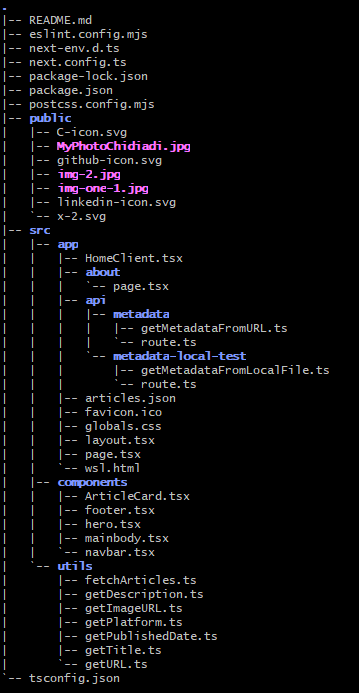 .
|-- README.md
|-- eslint.config.mjs
|-- next-env.d.ts
|-- next.config.ts
|-- package-lock.json
|-- package.json
|-- postcss.config.mjs
|-- public
|   |-- C-icon.svg
|   |-- MyPhotoChidiadi.jpg
|   |-- github-icon.svg
|   |-- img-2.jpg
|   |-- img-one-1.jpg
|   |-- linkedin-icon.svg
|   `-- x-2.svg
|-- src
|   |-- app
|   |   |-- HomeClient.tsx
|   |   |-- about
|   |   |   `-- page.tsx
|   |   |-- api
|   |   |   |-- metadata
|   |   |   |   |-- getMetadataFromURL.ts
|   |   |   |   `-- route.ts
|   |   |   `-- metadata-local-test
|   |   |       |-- getMetadataFromLocalFile.ts
|   |   |       `-- route.ts
|   |   |-- articles.json
|   |   |-- favicon.ico
|   |   |-- globals.css
|   |   |-- layout.tsx
|   |   |-- page.tsx
|   |   `-- wsl.html
|   |-- components
|   |   |-- ArticleCard.tsx
|   |   |-- footer.tsx
|   |   |-- hero.tsx
|   |   |-- mainbody.tsx
|   |   `-- navbar.tsx
|   `-- utils
|       |-- fetchArticles.ts
|       |-- getDescription.ts
|       |-- getImageURL.ts
|       |-- getPlatform.ts
|       |-- getPublishedDate.ts
|       |-- getTitle.ts
|       `-- getURL.ts
`-- tsconfig.json